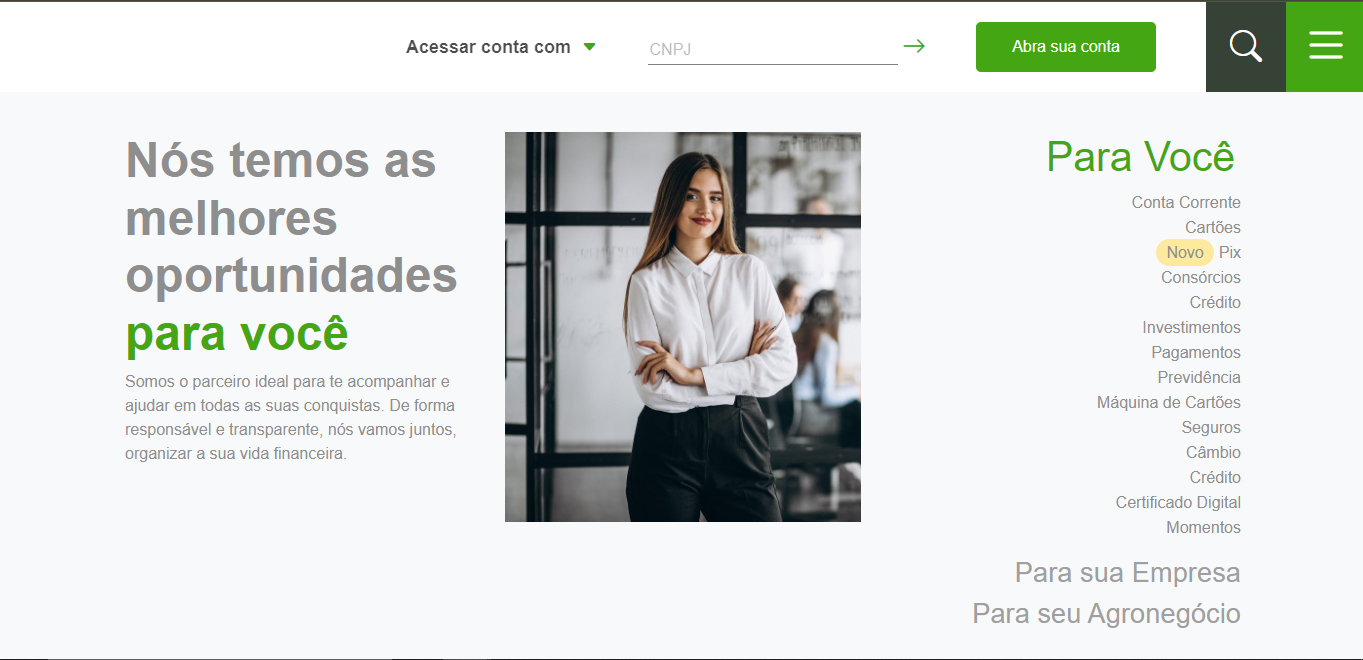 Acessar conta com
CNPJ
Abra sua conta
Nós temos as
melhores
oportunidades
para você
Somos o parceiro ideal para te acompanhar e
ajudar em todas as suas conquistas. De forma
responsável e transparente, nós vamos juntos,
organizar a sua vida financeira.
Para Você
Conta Corrente
Cartões
Novo Pix
Consórcios
Crédito
Investimentos
Pagamentos
Previdência
Máquina de Cartões
Seguros
Câmbio
Crédito
Certificado Digital
Momentos
Para sua Empresa
Para seu Agronegócio